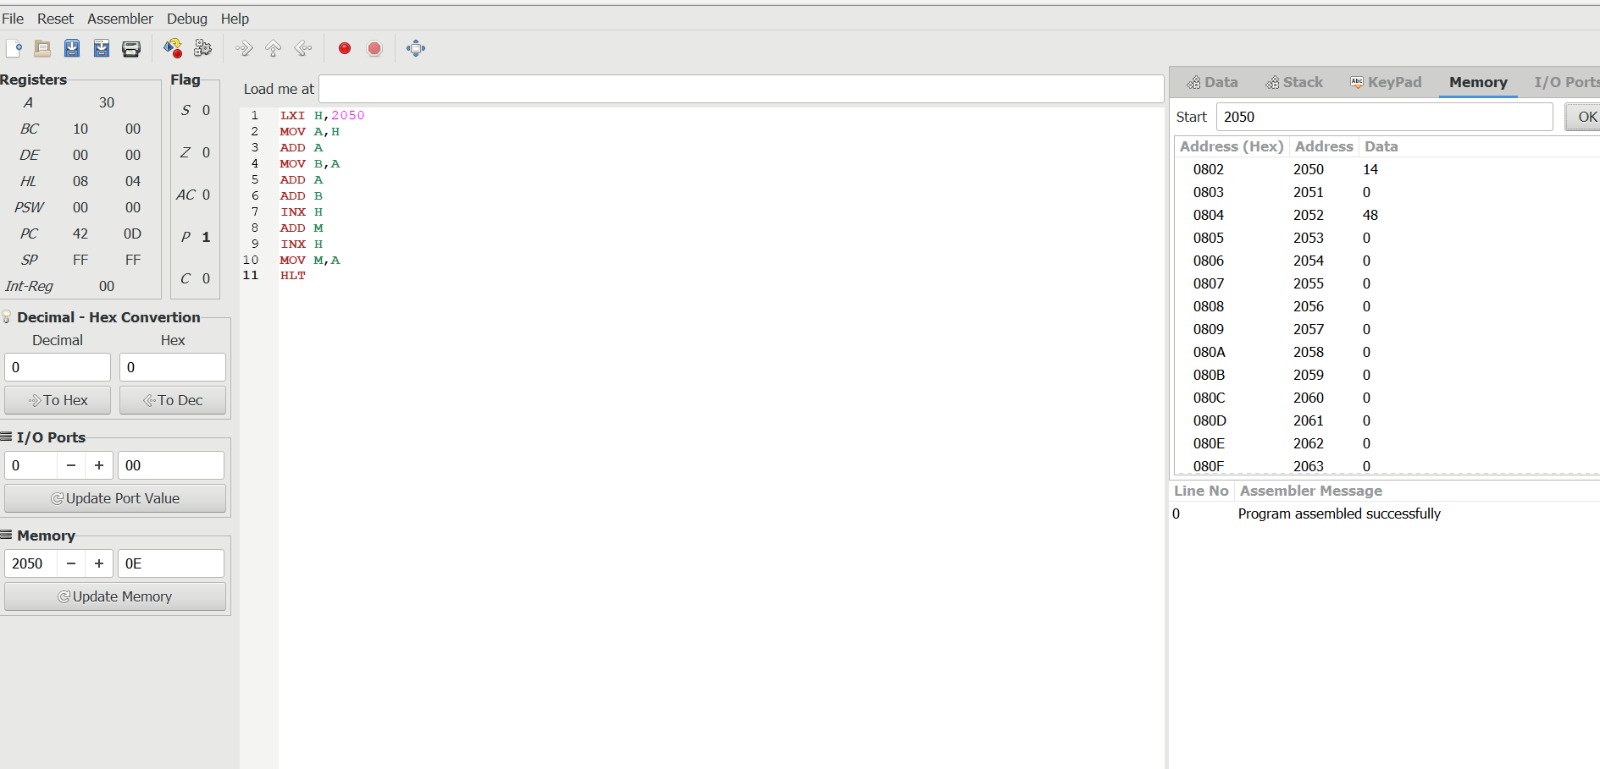 File Reset Assembler Debug Help
Registers
A 30
BC 10 00
DE 00 00
HL 08 04
PSW 00 00
PC 42 0D
SP FF FF
Int-Reg 00
Flag
S 0
Z 0
AC 0
P 1
C 0
Decimal - Hex Convertion
Decimal Hex
0 0
To Hex To Dec
I/O Ports
0 − + 00
Update Port Value
Memory
2050 − + 0E
Update Memory
Load me at
1 LXI H,2050
2 MOV A,H
3 ADD A
4 MOV B,A
5 ADD A
6 ADD B
7 INX H
8 ADD M
9 INX H
10 MOV M,A
11 HLT
Data Stack KeyPad Memory I/O Ports
Start 2050 OK
Address (Hex) Address Data
0802 2050 14
0803 2051 0
0804 2052 48
0805 2053 0
0806 2054 0
0807 2055 0
0808 2056 0
0809 2057 0
080A 2058 0
080B 2059 0
080C 2060 0
080D 2061 0
080E 2062 0
080F 2063 0
Line No Assembler Message
0 Program assembled successfully